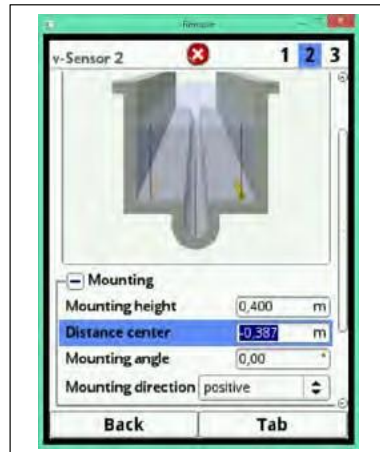 Remote
v-Sensor 2 1 2 3
Mounting
Mounting height 0,400 m
Distance center -0,387 m
Mounting angle 0,00 °
Mounting direction positive
Back Tab